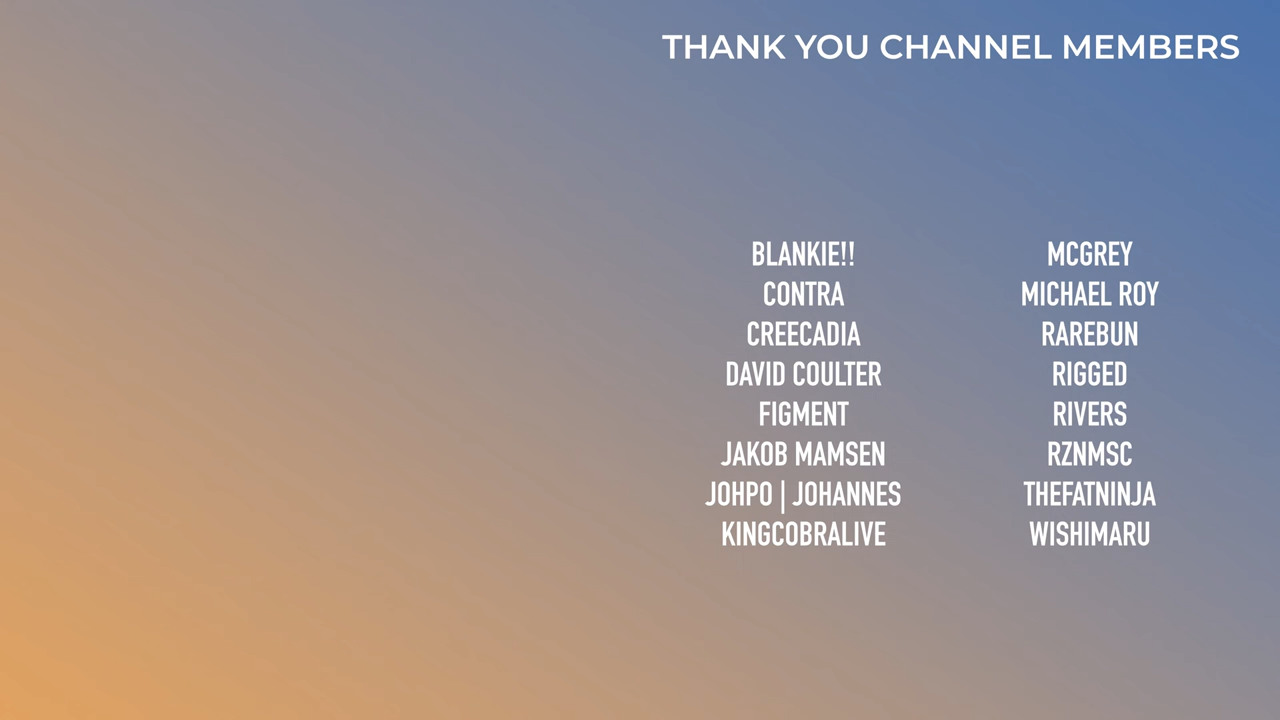 THANK YOU CHANNEL MEMBERS
BLANKIE!!
CONTRA
CREECADIA
DAVID COULTER
FIGMENT
JAKOB MAMSEN
JOHPO | JOHANNES
KINGCOBRALIVE
MCGREY
MICHAEL ROY
RAREBUN
RIGGED
RIVERS
RZNMSC
THEFATNINJA
WISHIMARU